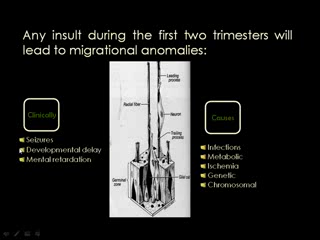 Any insult during the first two trimesters will
lead to migrational anomalies:
Clinically
Seizures
Developmental delay
Mental retardation
Leading
process
Radial fiber
Neuron
Trailing
process
Germinal
zone
Causes
Infections
Metabolic
Ischemia
Genetic
Chromosomal